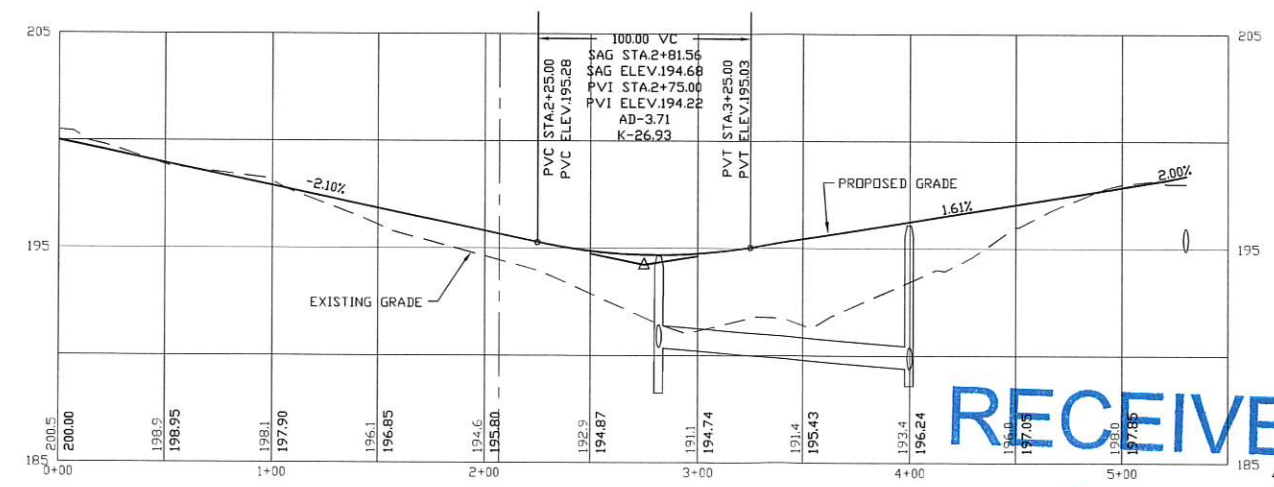 205
205
100.00 VC
SAG STA.2+81.56
SAG ELEV.194.68
PVI STA.2+75.00
PVI ELEV.194.22
AD-3.71
K-26.93
PVC STA.2+25.00
PVC ELEV.195.28
PVT STA.3+25.00
PVT ELEV.195.03
-2.10%
PROPOSED GRADE
1.61%
2.00%
195
195
EXISTING GRADE
RECEIVE
200.5
200.00
198.9
198.95
198.1
197.90
196.1
196.85
194.6
195.80
192.9
194.87
191.1
194.74
191.4
195.43
193.4
196.24
196.0
197.05
198.0
197.85
185
185
0+00
1+00
2+00
3+00
4+00
5+00